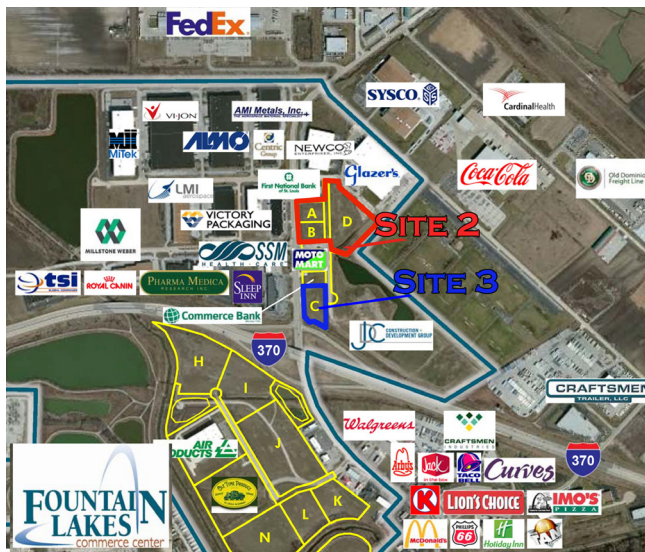 FedEx
SYSCO
CardinalHealth
VI-JON
AMI Metals, Inc.
MiTek
ALMO
Centric
Group
NEWCO
ENTERPRISES, INC
Glazer's
Coca-Cola
Old Dominion
Freight Line
First National Bank
of St. Louis
LMI
aerospace
VICTORY
PACKAGING
A
B
D
SITE 2
MILLSTONE WEBER
SSM
HEALTH CARE
MOTO
MART
tsi
ROYAL CANIN
PHARMA MEDICA
RESEARCH INC.
SLEEP
INN
SITE 3
C
Commerce Bank
JDC
CONSTRUCTION -
DEVELOPMENT GROUP
370
H
I
CRAFTSMEN
TRAILER, LLC
Walgreens
CRAFTSMEN
INDUSTRIES
370
AIR
PRODUCTS
J
Arby's
Jack
in the box
TACO
BELL
Curves
FOUNTAIN
LAKES
commerce center
K
L
N
K
LION'S CHOICE
IMO'S
PIZZA
McDonald's
PHILLIPS
66
Holiday Inn